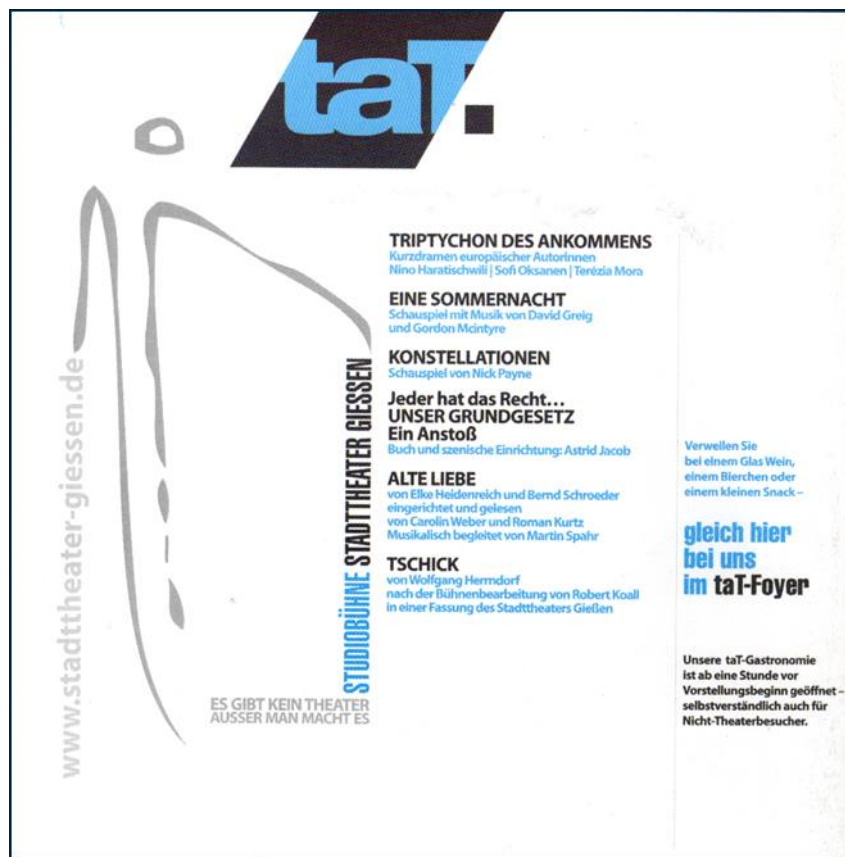 taT.
TRIPTYCHON DES ANKOMMENS
Kurzdramen europäischer AutorInnen
Nino Haratischwili | Sofi Oksanen | Terézia Mora
EINE SOMMERNACHT
Schauspiel mit Musik von David Greig
und Gordon Mcintyre
KONSTELLATIONEN
Schauspiel von Nick Payne
Jeder hat das Recht...
UNSER GRUNDGESETZ
Ein Anstoß
Buch und szenische Einrichtung: Astrid Jacob
ALTE LIEBE
von Elke Heidenreich und Bernd Schroeder
eingerichtet und gelesen
von Carolin Weber und Roman Kurtz
Musikalisch begleitet von Martin Spahr
TSCHICK
von Wolfgang Herrndorf
nach der Bühnenbearbeitung von Robert Koall
in einer Fassung des Stadttheaters Gießen
www.stadttheater-giessen.de
STUDIOBÜHNE STADTTHEATER GIESSEN
ES GIBT KEIN THEATER
AUSSER MAN MACHT ES
Verwellen Sie
bei einem Glas Wein,
einem Bierchen oder
einem kleinen Snack –
gleich hier
bei uns
im taT-Foyer
Unsere taT-Gastronomie
ist ab eine Stunde vor
Vorstellungsbeginn geöffnet –
selbstverständlich auch für
Nicht-Theaterbesucher.